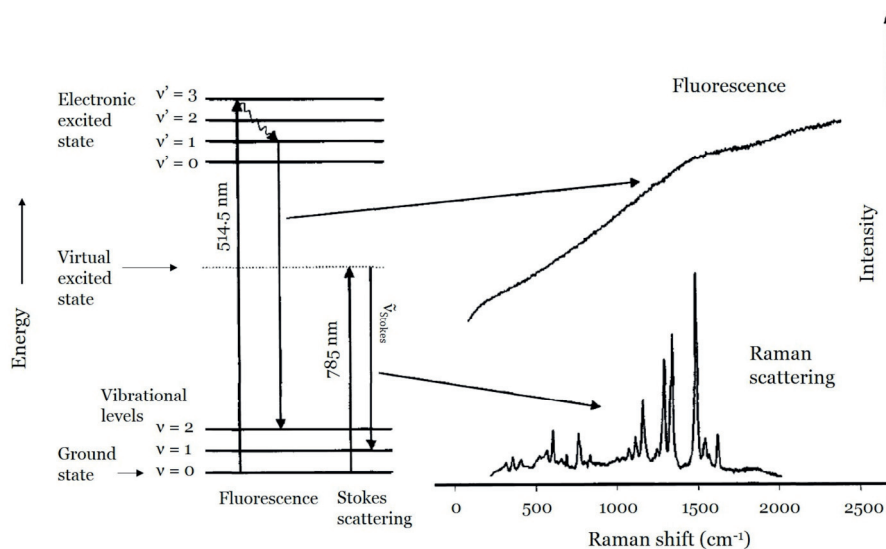 Electronic
excited
state
ν' = 3
ν' = 2
ν' = 1
ν' = 0
514.5 nm
Virtual
excited
state
Energy
785 nm
ṽStokes
Vibrational
levels
ν = 2
ν = 1
ν = 0
Ground
state
Fluorescence
Stokes
scattering
Fluorescence
Intensity
Raman
scattering
0
500
1000
1500
2000
2500
Raman shift (cm⁻¹)